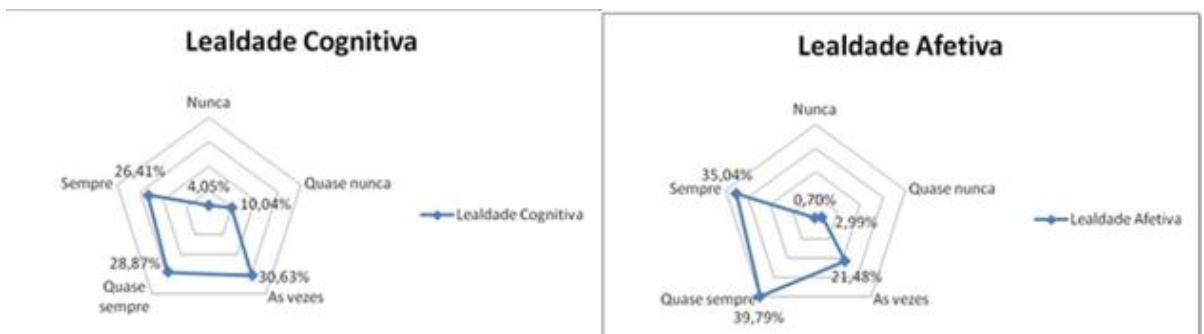 Lealdade Cognitiva
Nunca
Sempre
26,41%
4,05%
Quase nunca
10,04%
Lealdade Cognitiva
28,87%
Quase
sempre
30,63%
As vezes
Lealdade Afetiva
Nunca
35,04%
Sempre
0,70%
Quase nunca
2,99%
Lealdade Afetiva
21,48%
Quase sempre
39,79%
As vezes